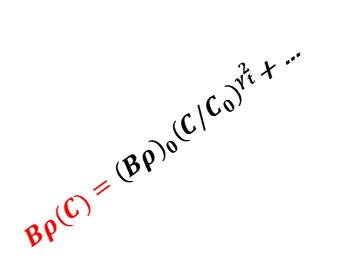 Bρ(C) = (Bρ)₀(C/C₀)^{γₜ²} + ...